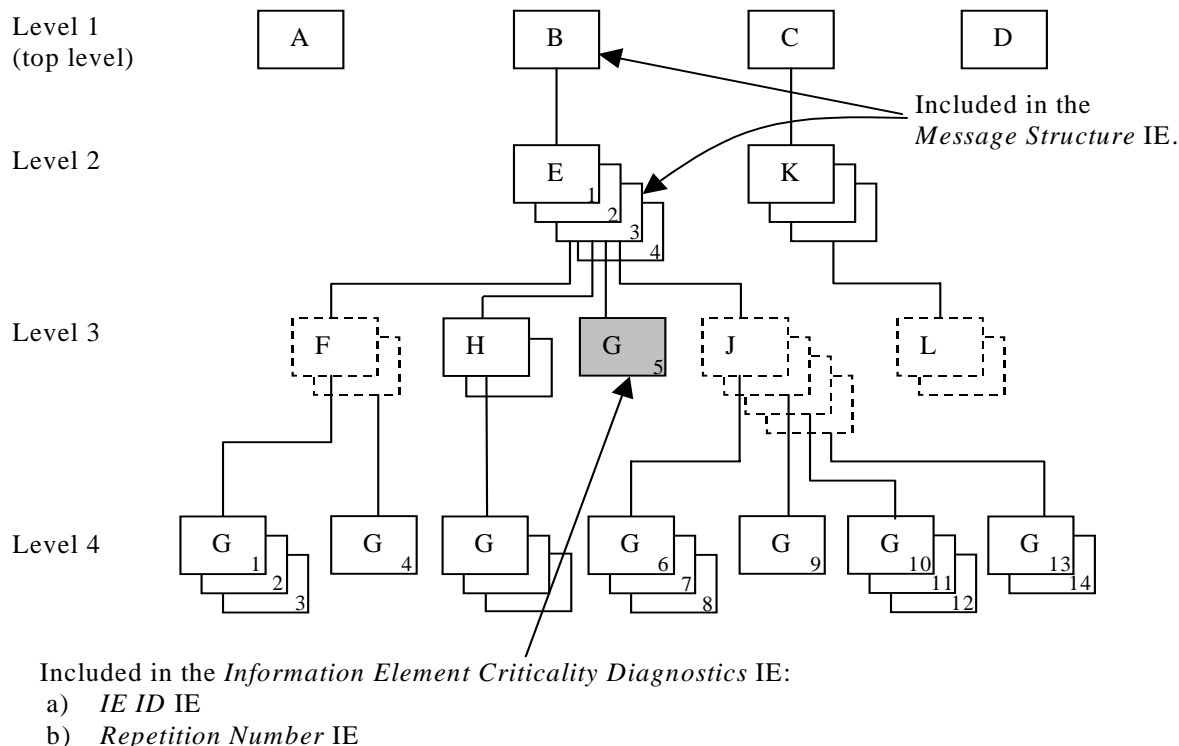 Level 1
(top level)
A
B
C
D
Included in the
Message Structure IE.
Level 2
E
1
2
3
4
K
Level 3
F
H
G
5
J
L
Level 4
G
1
2
3
G
4
G
G
6
7
8
G
9
G
10
11
12
G
13
14
Included in the Information Element Criticality Diagnostics IE:
a) IE ID IE
b) Repetition Number IE